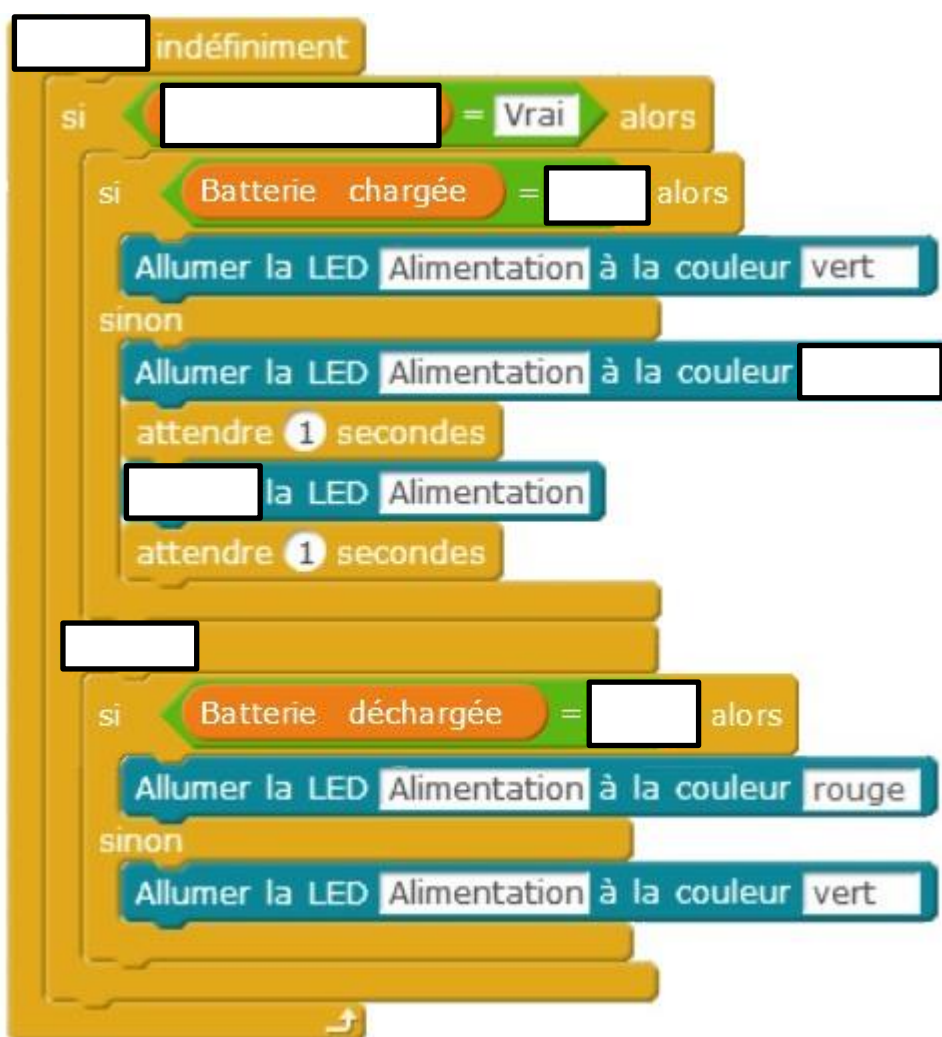 indéfiniment
si = Vrai alors
si Batterie chargée = alors
Allumer la LED Alimentation à la couleur vert
sinon
Allumer la LED Alimentation à la couleur
attendre 1 secondes
la LED Alimentation
attendre 1 secondes
si Batterie déchargée = alors
Allumer la LED Alimentation à la couleur rouge
sinon
Allumer la LED Alimentation à la couleur vert